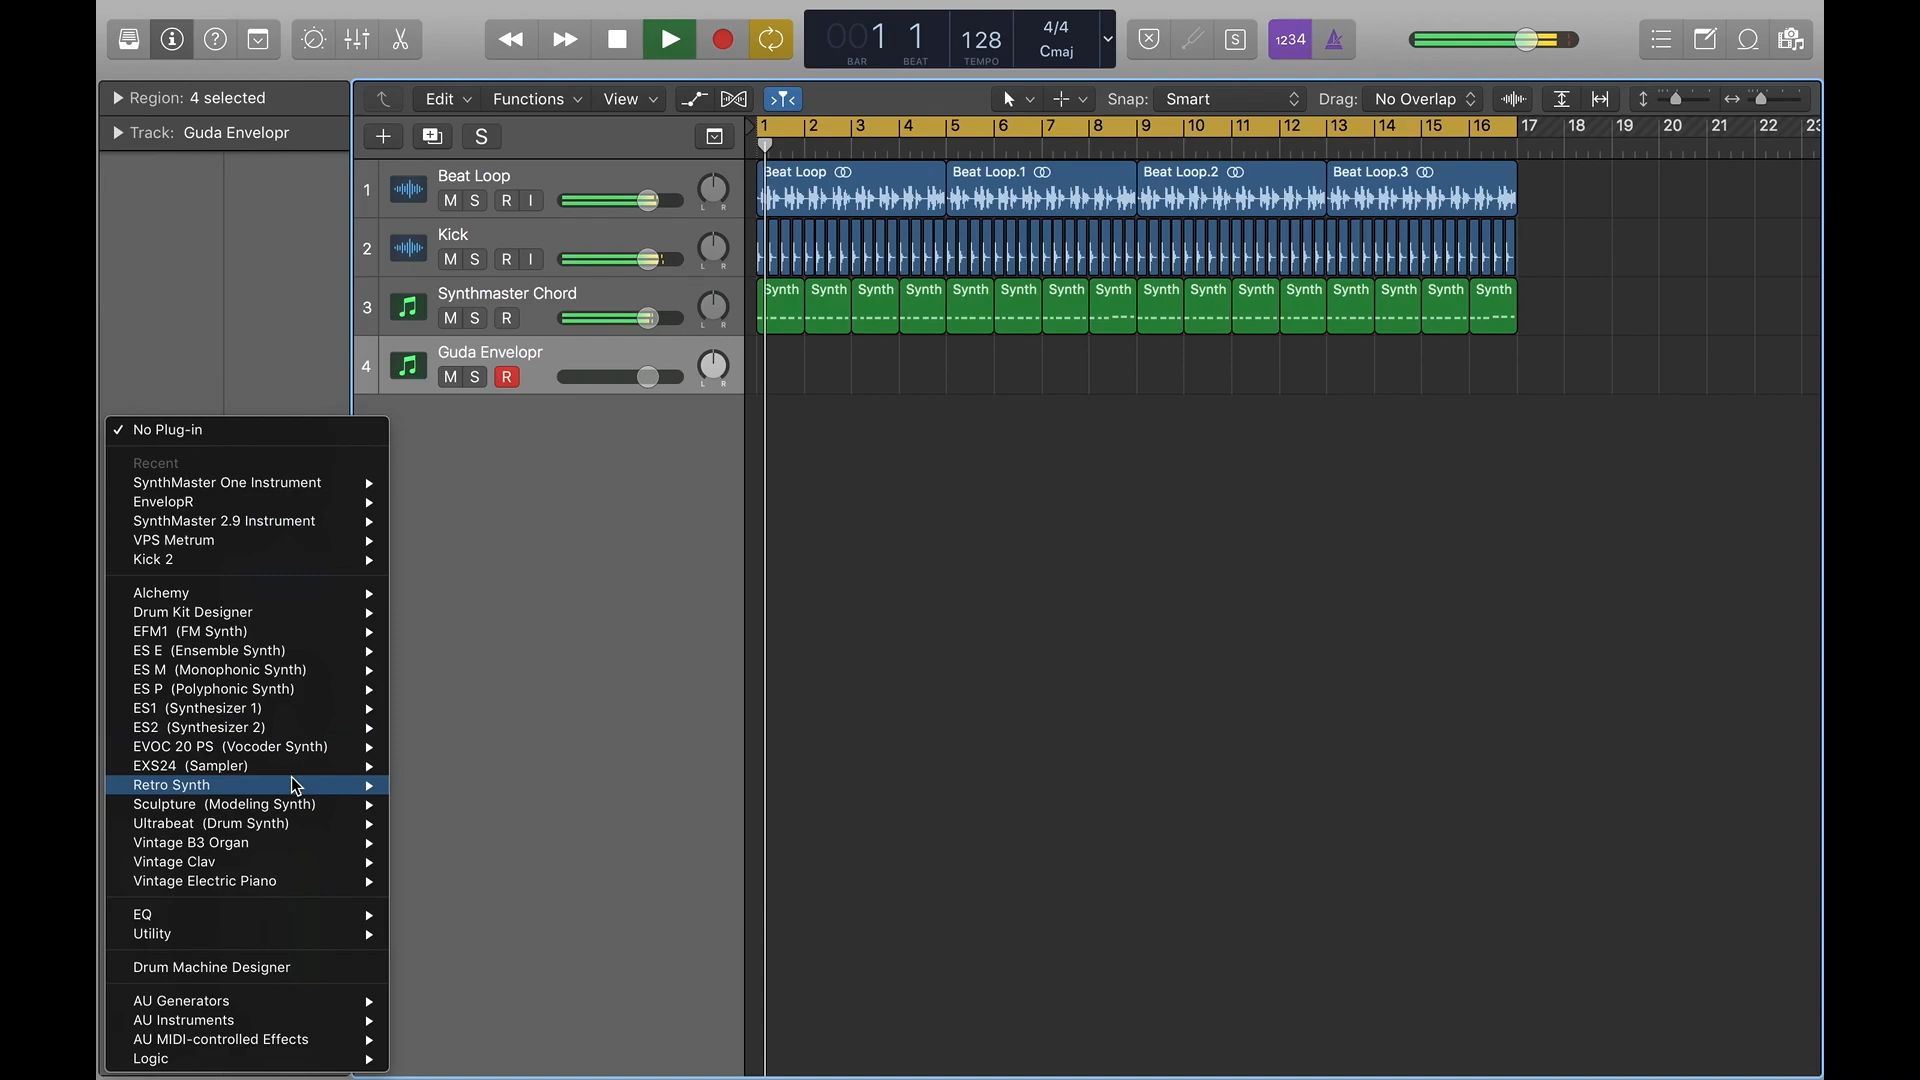 001 1 128 4/4 Cmaj
BAR BEAT TEMPO
1234
Region: 4 selected
Track: Guda Envelopr
Edit Functions View Snap: Smart Drag: No Overlap
S
1 2 3 4 5 6 7 8 9 10 11 12 13 14 15 16 17 18 19 20 21 22 23
1 Beat Loop
M S R I
L R
Beat Loop Beat Loop.1 Beat Loop.2 Beat Loop.3
2 Kick
M S R I
L R
3 Synthmaster Chord
M S R
L R
Synth Synth Synth Synth Synth Synth Synth Synth Synth Synth Synth Synth Synth Synth Synth Synth
4 Guda Envelopr
M S R
L R
No Plug-in
Recent
SynthMaster One Instrument
EnvelopR
SynthMaster 2.9 Instrument
VPS Metrum
Kick 2
Alchemy
Drum Kit Designer
EFM1 (FM Synth)
ES E (Ensemble Synth)
ES M (Monophonic Synth)
ES P (Polyphonic Synth)
ES1 (Synthesizer 1)
ES2 (Synthesizer 2)
EVOC 20 PS (Vocoder Synth)
EXS24 (Sampler)
Retro Synth
Sculpture (Modeling Synth)
Ultrabeat (Drum Synth)
Vintage B3 Organ
Vintage Clav
Vintage Electric Piano
EQ
Utility
Drum Machine Designer
AU Generators
AU Instruments
AU MIDI-controlled Effects
Logic